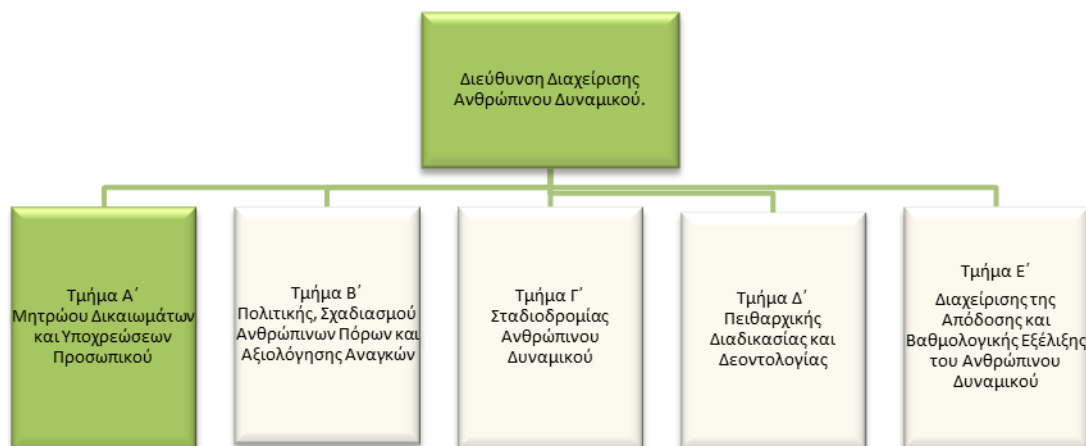 Διεύθυνση Διαχείρισης
Ανθρώπινου Δυναμικού.
Τμήμα Α΄
Μητρώου Δικαιωμάτων
και Υποχρεώσεων
Προσωπικού
Τμήμα Β΄
Πολιτικής, Σχαδιασμού
Ανθρώπινων Πόρων και
Αξιολόγησης Αναγκών
Τμήμα Γ΄
Σταδιοδρομίας
Ανθρώπινου
Δυναμικού
Τμήμα Δ΄
Πειθαρχικής
Διαδικασίας και
Δεοντολογίας
Τμήμα Ε΄
Διαχείρισης της
Απόδοσης και
Βαθμολογικής Εξέλιξης
του Ανθρώπινου
Δυναμικού